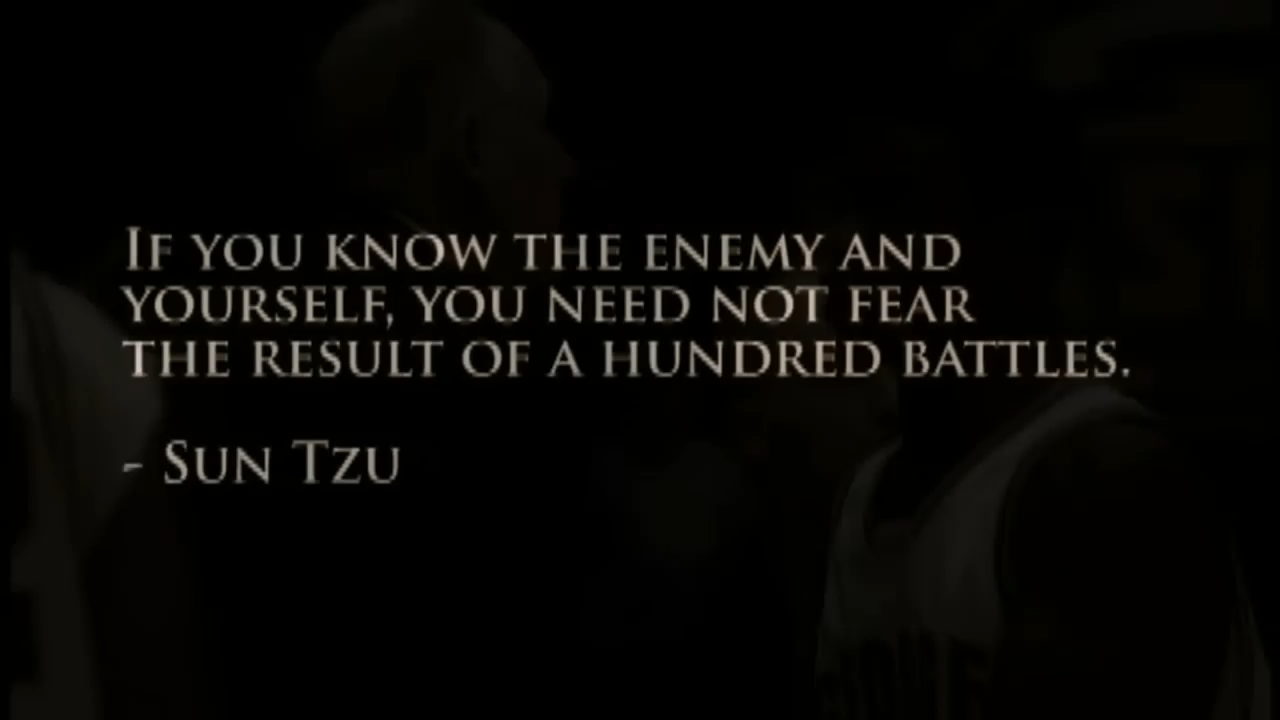 If you know the enemy and
yourself, you need not fear
the result of a hundred battles.
- Sun Tzu